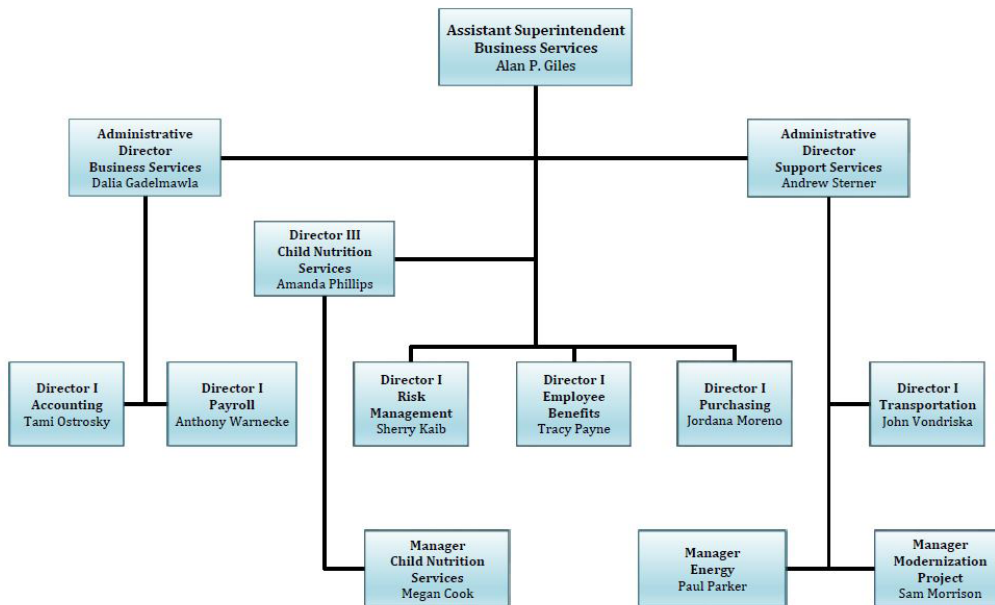 Assistant Superintendent
Business Services
Alan P. Giles
Administrative
Director
Business Services
Dalia Gadelmawla
Administrative
Director
Support Services
Andrew Sterner
Director III
Child Nutrition
Services
Amanda Phillips
Director I
Accounting
Tami Ostrosky
Director I
Payroll
Anthony Warnecke
Director I
Risk
Management
Sherry Kaib
Director I
Employee
Benefits
Tracy Payne
Director I
Purchasing
Jordana Moreno
Director I
Transportation
John Vondriska
Manager
Child Nutrition
Services
Megan Cook
Manager
Energy
Paul Parker
Manager
Modernization
Project
Sam Morrison